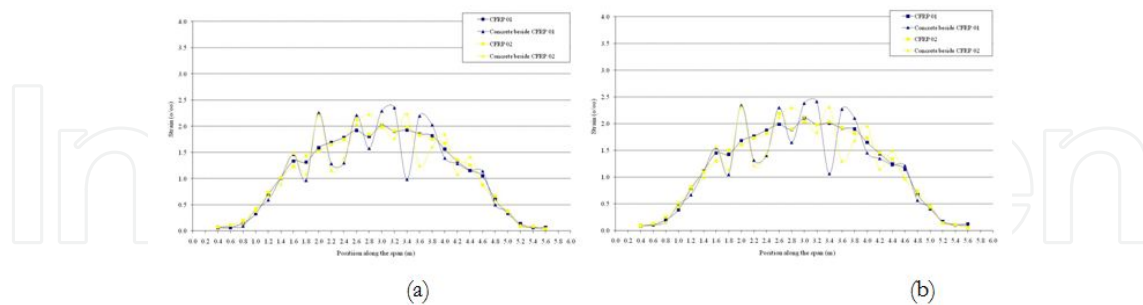 In
4.0
3.5
3.0
2.5
2.0
1.5
1.0
0.5
0.0
Strain (o/oo)
CFRP 01
Concrete beside CFRP 01
CFRP 02
Concrete beside CFRP 02
0.0 0.2 0.4 0.6 0.8 1.0 1.2 1.4 1.6 1.8 2.0 2.2 2.4 2.6 2.8 3.0 3.2 3.4 3.6 3.8 4.0 4.2 4.4 4.6 4.8 5.0 5.2 5.4 5.6 5.8 6.0
Position along the span (m)
(a)
4.0
3.5
3.0
2.5
2.0
1.5
1.0
0.5
0.0
Strain (o/oo)
CFRP 01
Concrete beside CFRP 01
CFRP 02
Concrete beside CFRP 02
0.0 0.2 0.4 0.6 0.8 1.0 1.2 1.4 1.6 1.8 2.0 2.2 2.4 2.6 2.8 3.0 3.2 3.4 3.6 3.8 4.0 4.2 4.4 4.6 4.8 5.0 5.2 5.4 5.6 5.8 6.0
Position along the span (m)
(b)
en